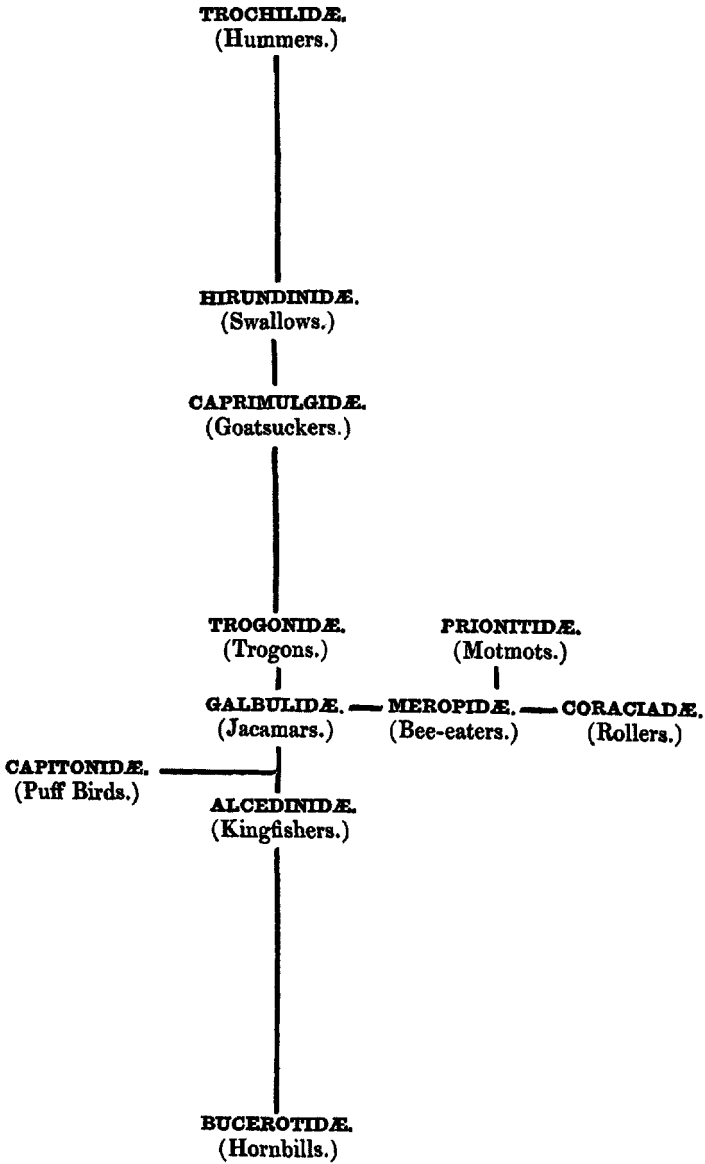 TROCHILIDÆ.
(Hummers.)
HIRUNDINIDÆ.
(Swallows.)
CAPRIMULGIDÆ.
(Goatsuckers.)
TROGONIDÆ.
(Trogons.)
PRIONITIDÆ.
(Motmots.)
GALBULIDÆ.
(Jacamars.)
MEROPIDÆ.
(Bee-eaters.)
CORACIADÆ.
(Rollers.)
CAPITONIDÆ.
(Puff Birds.)
ALCEDINIDÆ.
(Kingfishers.)
BUCEROTIDÆ.
(Hornbills.)